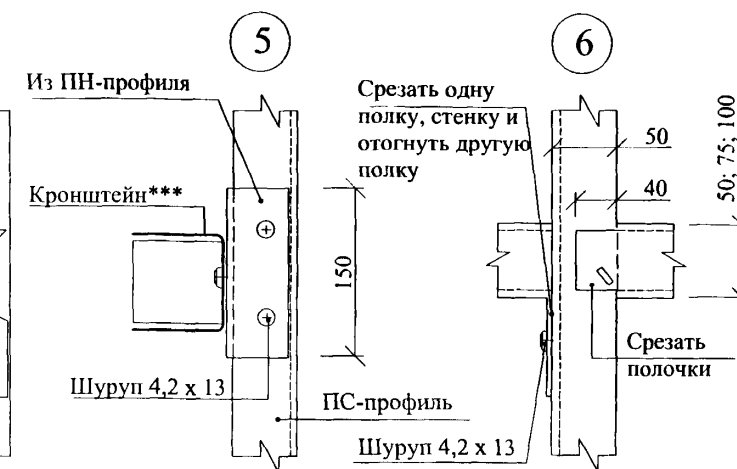 5
Из ПН-профиля
Кронштейн***
150
Шуруп 4,2 х 13
ПС-профиль
6
Срезать одну
полку, стенку и
отогнуть другую
полку
50
40
50; 75; 100
Срезать
полочки
Шуруп 4,2 х 13